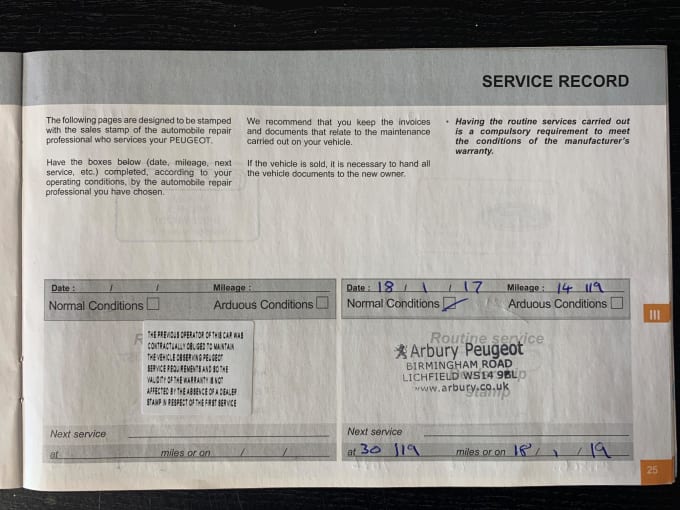 SERVICE RECORD
The following pages are designed to be stamped
with the sales stamp of the automobile repair
professional who services your PEUGEOT.
Have the boxes below (date, mileage, next
service, etc.) completed, according to your
operating conditions, by the automobile repair
professional you have chosen.
We recommend that you keep the invoices
and documents that relate to the maintenance
carried out on your vehicle.
If the vehicle is sold, it is necessary to hand all
the vehicle documents to the new owner.
• Having the routine services carried out
is a compulsory requirement to meet
the conditions of the manufacturer's
warranty.
Date : / / Mileage :
Normal Conditions Arduous Conditions
THE PREVIOUS OPERATOR OF THIS CAR WAS
CONTRACTUALLY OBLIGED TO MAINTAIN
THE VEHICLE OBSERVING PEUGEOT
SERVICE REQUIREMENTS AND SO THE
VALIDITY OF THE WARRANTY IS NOT
AFFECTED BY THE ABSENCE OF A DEALER
STAMP IN RESPECT OF THE FIRST SERVICE
Next service
at miles or on / /
Date : 18 / 1 / 17 Mileage : 14 119
Normal Conditions Arduous Conditions
Routine service
Arbury Peugeot
BIRMINGHAM ROAD
LICHFIELD WS14 9BL
www.arbury.co.uk
stamp
Next service
at 30 119 miles or on 18 / 1 / 19
III
25